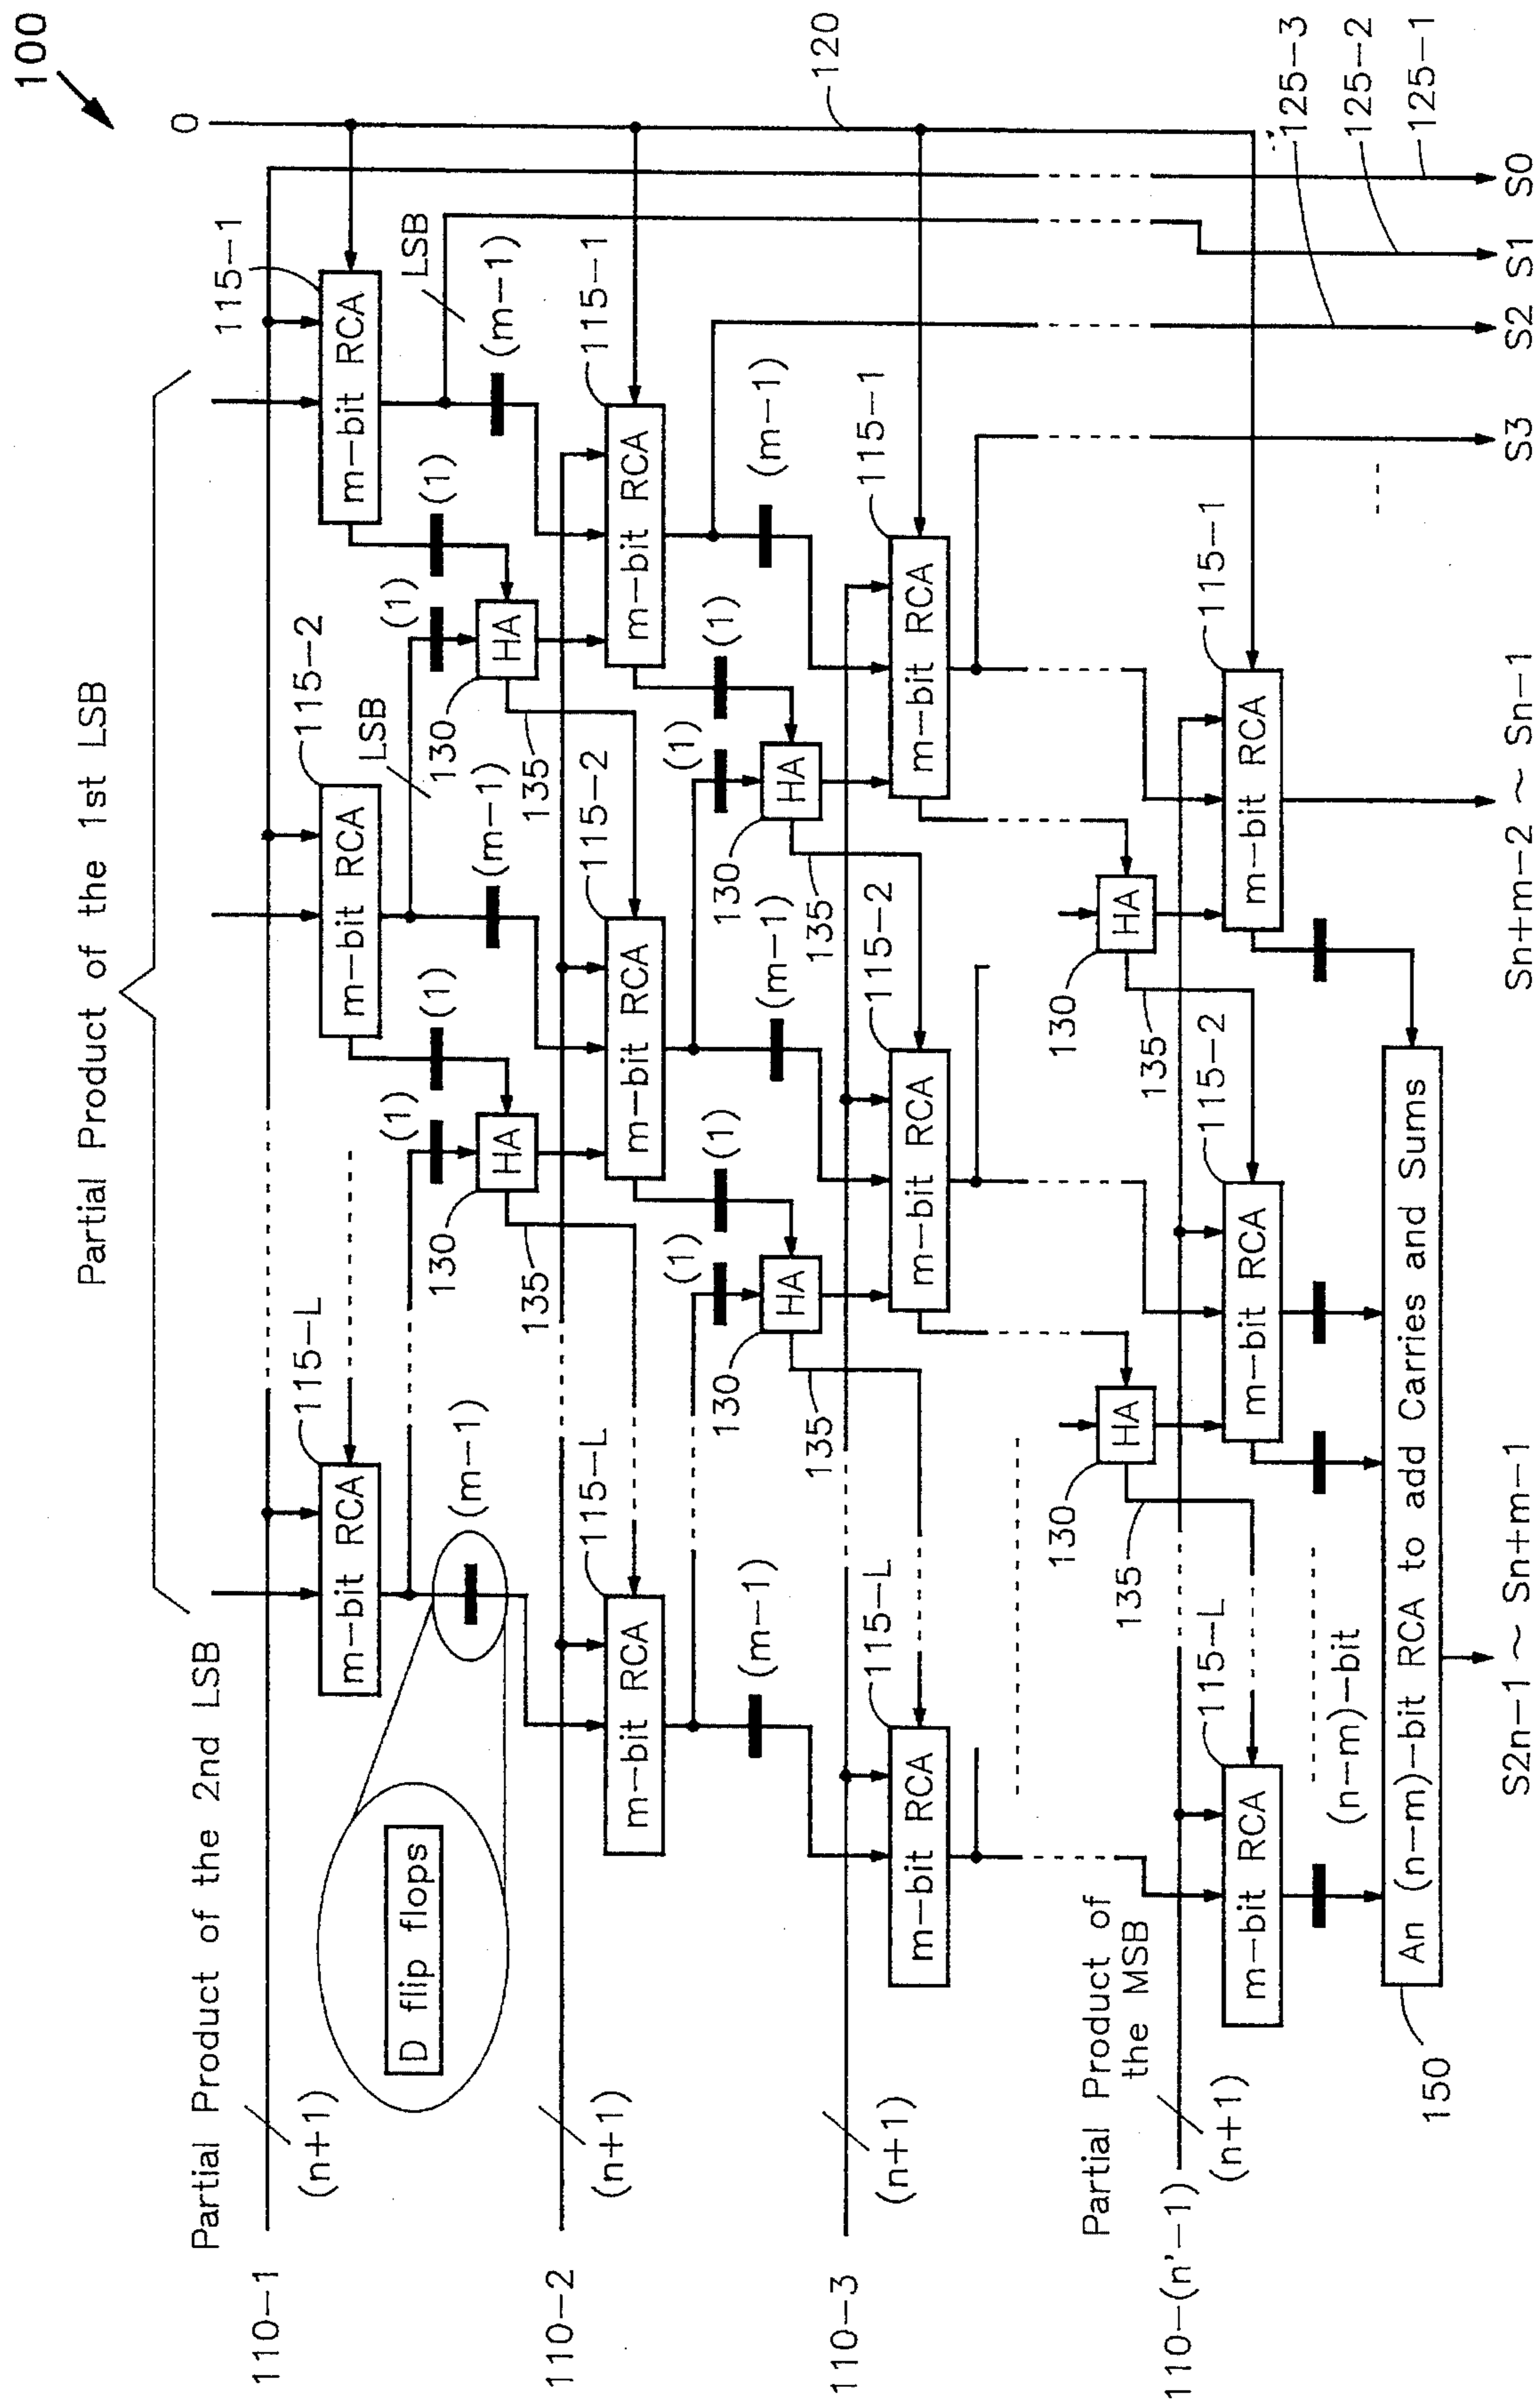 100
Partial Product of the 1st LSB
Partial Product of the 2nd LSB
0
110-1
(n+1)
115-L
115-2
115-1
m-bit RCA
m-bit RCA
m-bit RCA
D flip flops
(m-1)
(1)
(1)
LSB
(1)
(1)
LSB
130
HA
(m-1)
130
HA
(m-1)
135
135
110-2
(n+1)
115-L
115-2
115-1
m-bit RCA
m-bit RCA
m-bit RCA
(m-1)
(1)
(1)
(1)
(1)
(m-1)
130
HA
(m-1)
130
HA
135
135
120
110-3
(n+1)
115-L
115-2
115-1
m-bit RCA
m-bit RCA
m-bit RCA
130
HA
130
HA
135
135
Partial Product of
the MSB
110-(n'-1)
(n+1)
115-L
115-2
115-1
m-bit RCA
m-bit RCA
m-bit RCA
(n-m)-bit
125-3
125-2
125-1
150
An (n-m)-bit RCA to add Carries and Sums
S2n-1 ~ Sn+m-1
Sn+m-2 ~ Sn-1
S3
S2
S1
S0